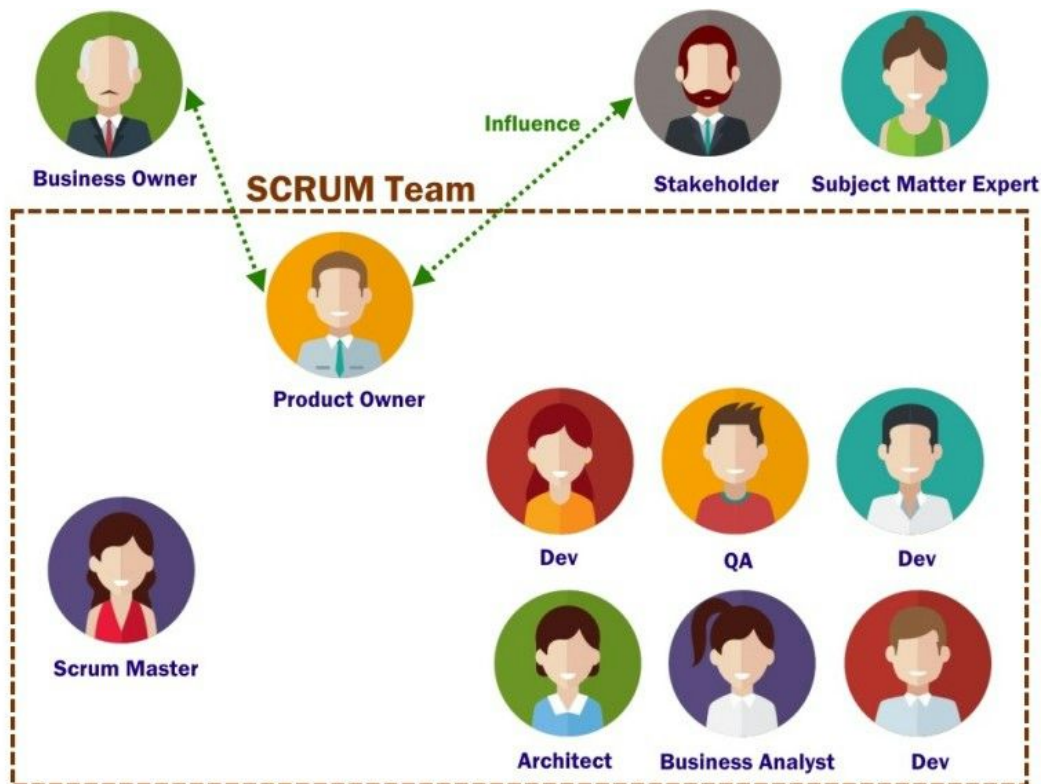 Influence
Business Owner
Stakeholder
Subject Matter Expert
SCRUM Team
Product Owner
Dev
QA
Dev
Scrum Master
Architect
Business Analyst
Dev